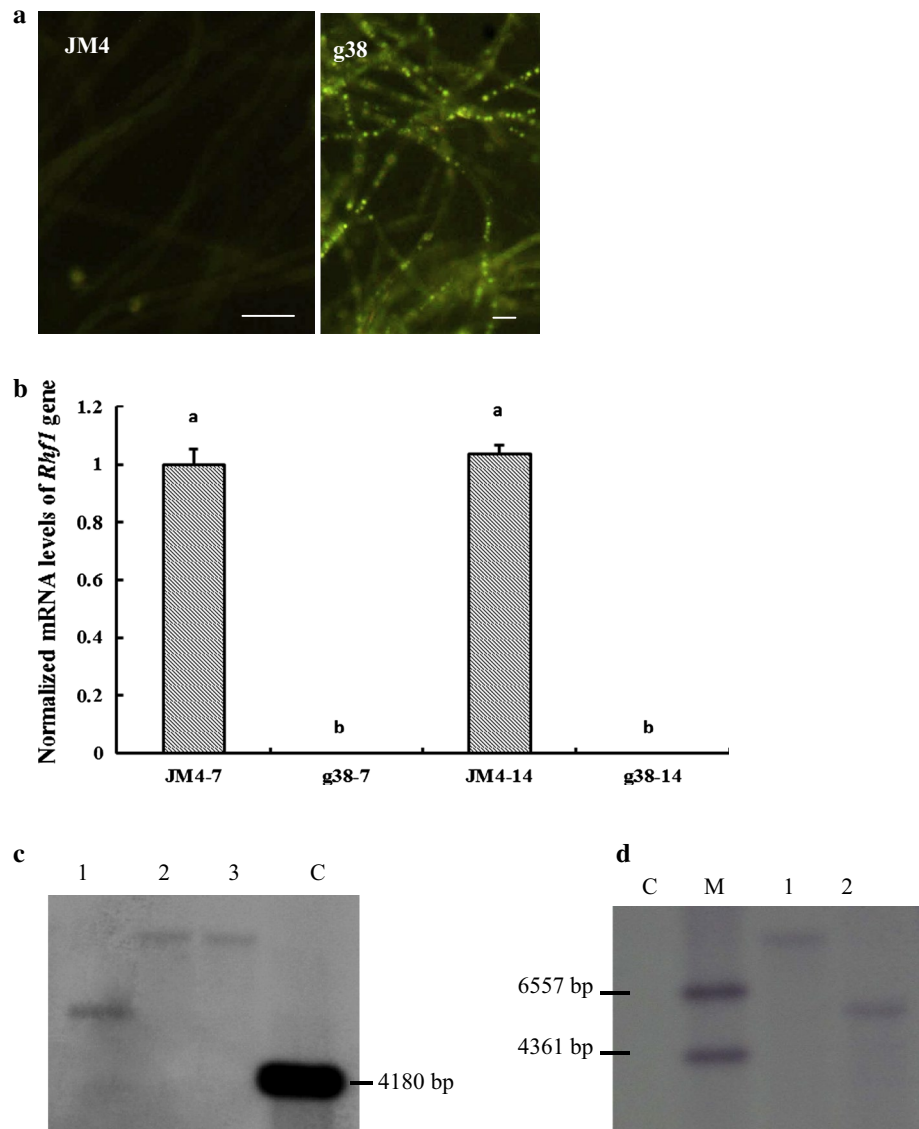 a
JM4
g38
b
Normalized mRNA levels of Rhf1 gene
1.2
1
0.8
0.6
0.4
0.2
0
a
b
a
b
JM4-7 g38-7 JM4-14 g38-14
c
1 2 3 C
4180 bp
d
C M 1 2
6557 bp
4361 bp